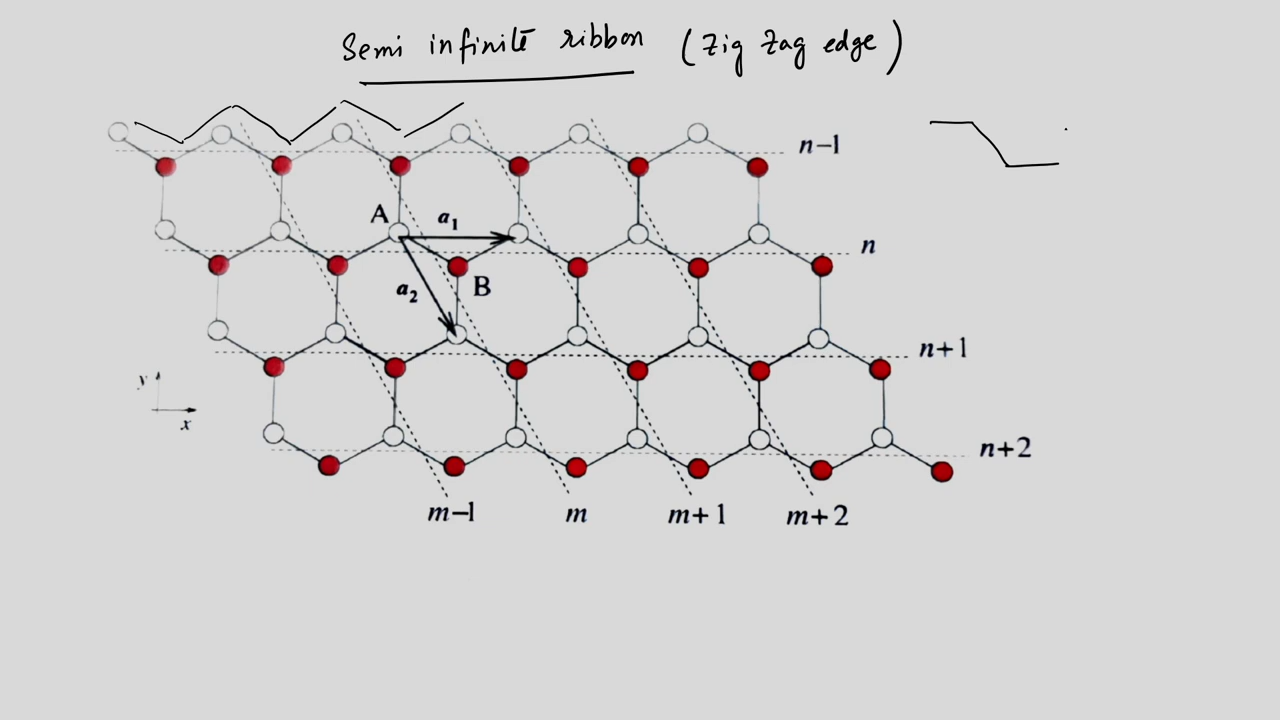 Semi infinite ribbon (Zig Zag edge)
n-1
A
a1
n
a2
B
n+1
y
x
n+2
m-1 m m+1 m+2